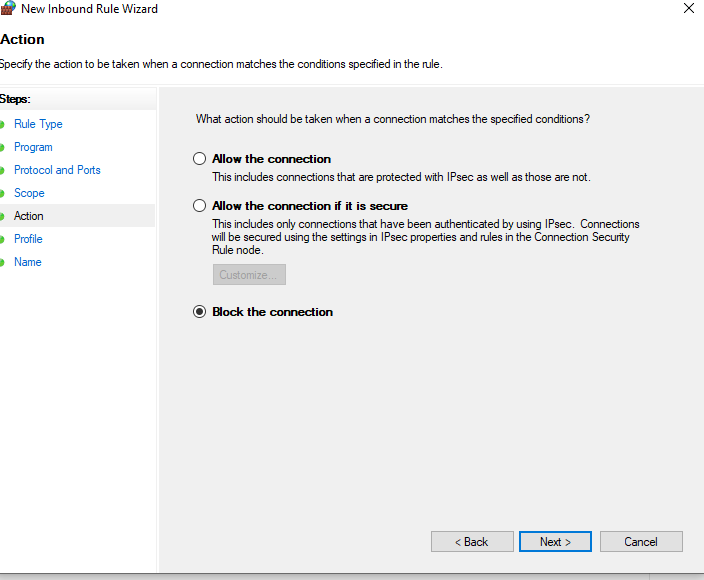 New Inbound Rule Wizard
Action
Specify the action to be taken when a connection matches the conditions specified in the rule.
Steps:
Rule Type
Program
Protocol and Ports
Scope
Action
Profile
Name
What action should be taken when a connection matches the specified conditions?
Allow the connection
This includes connections that are protected with IPsec as well as those are not.
Allow the connection if it is secure
This includes only connections that have been authenticated by using IPsec. Connections
will be secured using the settings in IPsec properties and rules in the Connection Security
Rule node.
Customize...
Block the connection
< Back
Next >
Cancel